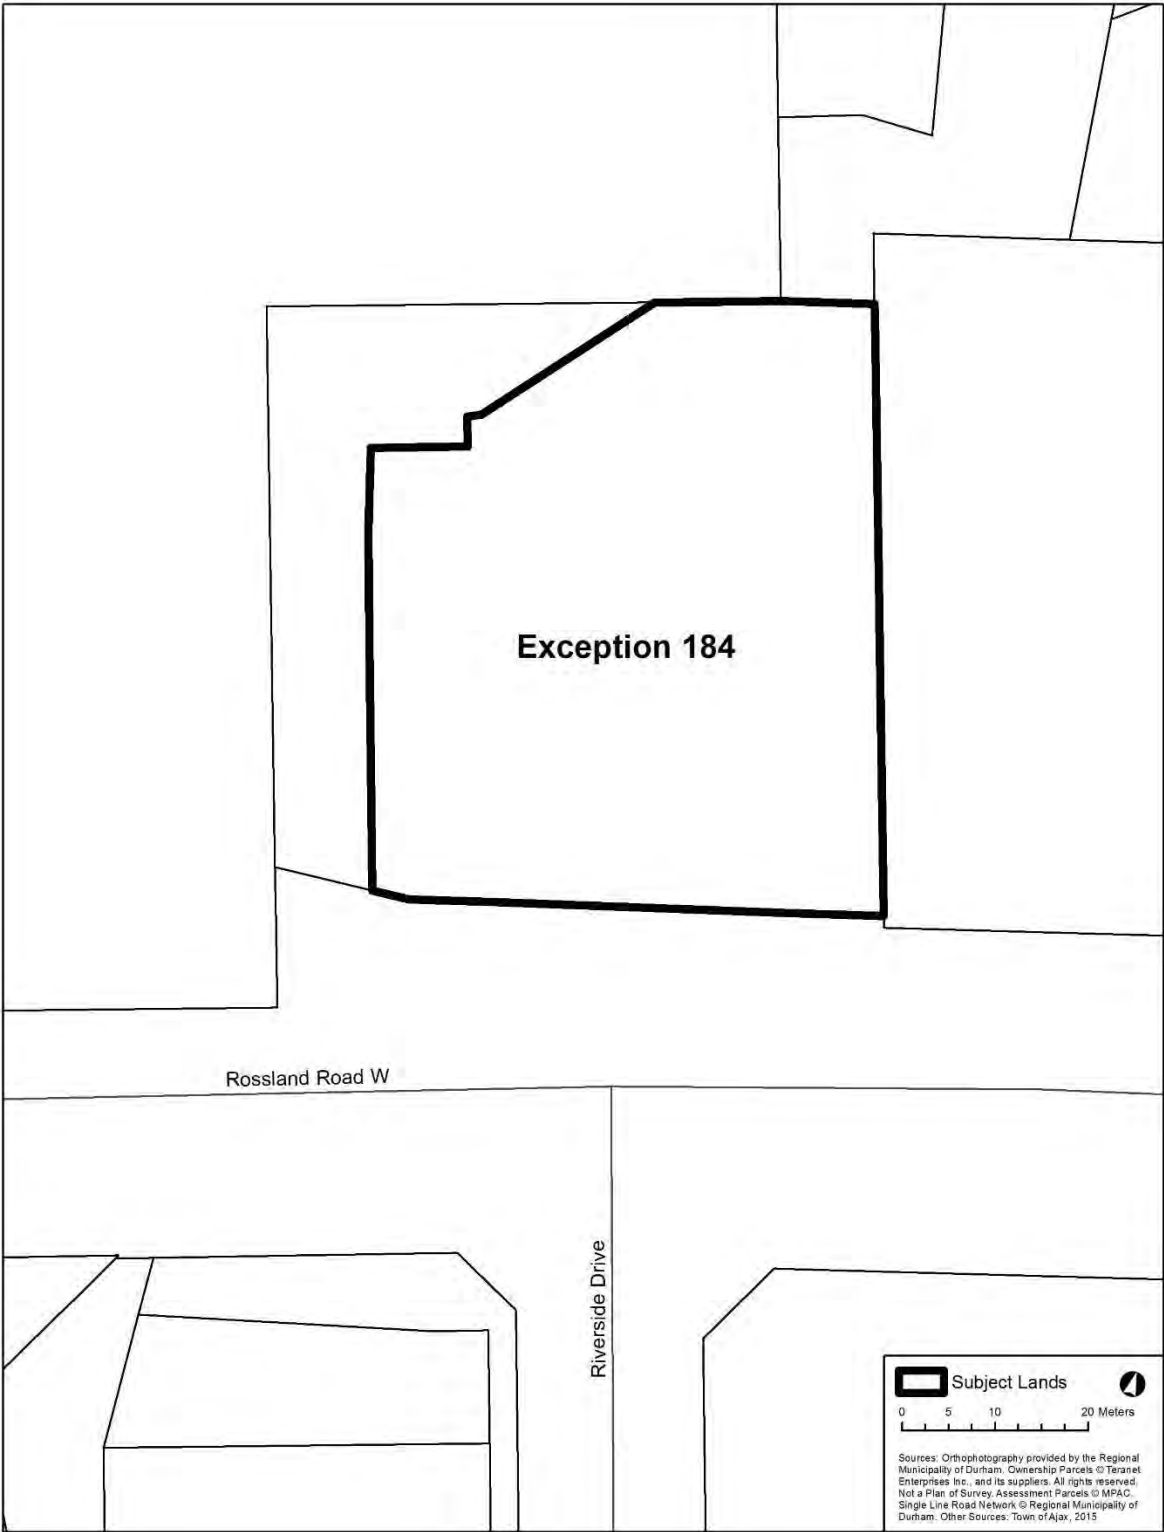 Exception 184
Rossland Road W
Riverside Drive
Subject Lands
0 5 10 20 Meters
Sources: Orthophotography provided by the Regional
Municipality of Durham. Ownership Parcels © Teranet
Enterprises Inc., and its suppliers. All rights reserved.
Not a Plan of Survey. Assessment Parcels © MPAC.
Single Line Road Network © Regional Municipality of
Durham. Other Sources: Town of Ajax, 2015